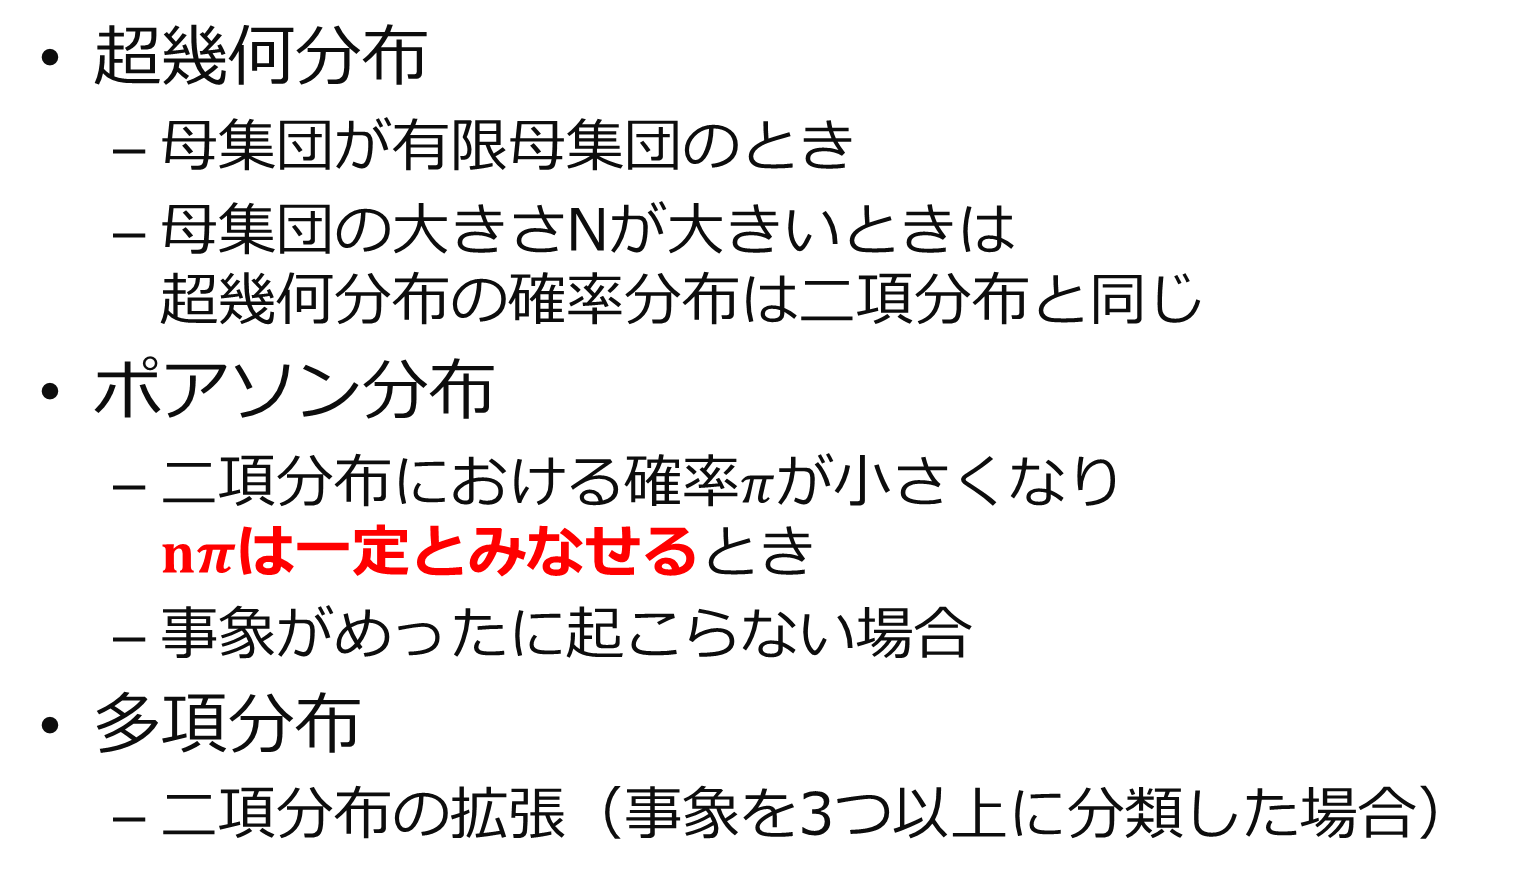 • 超幾何分布
– 母集団が有限母集団のとき
– 母集団の大きさNが大きいときは
超幾何分布の確率分布は二項分布と同じ
• ポアソン分布
– 二項分布における確率πが小さくなり
nπは一定とみなせるとき
– 事象がめったに起こらない場合
• 多項分布
– 二項分布の拡張（事象を3つ以上に分類した場合）